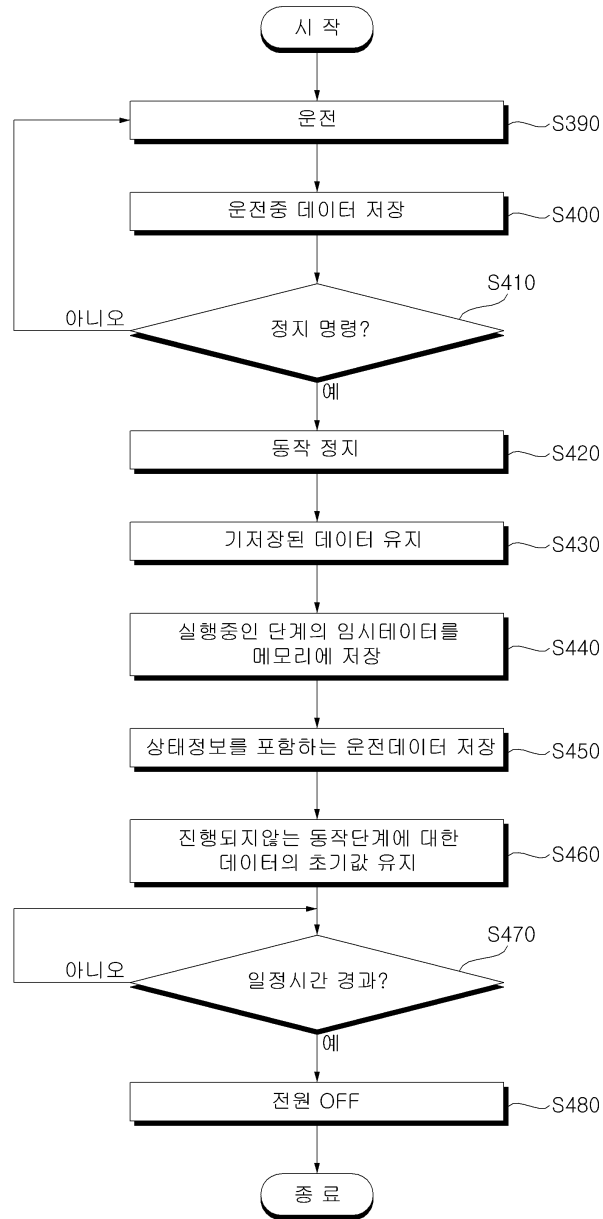 시 작
운전
S390
운전중 데이터 저장
S400
S410
정지 명령?
아니오
예
동작 정지
S420
기저장된 데이터 유지
S430
실행중인 단계의 임시테이터를
메모리에 저장
S440
상태정보를 포함하는 운전데이터 저장
S450
진행되지않는 동작단계에 대한
데이터의 초기값 유지
S460
S470
아니오
일정시간 경과?
예
전원 OFF
S480
종 료